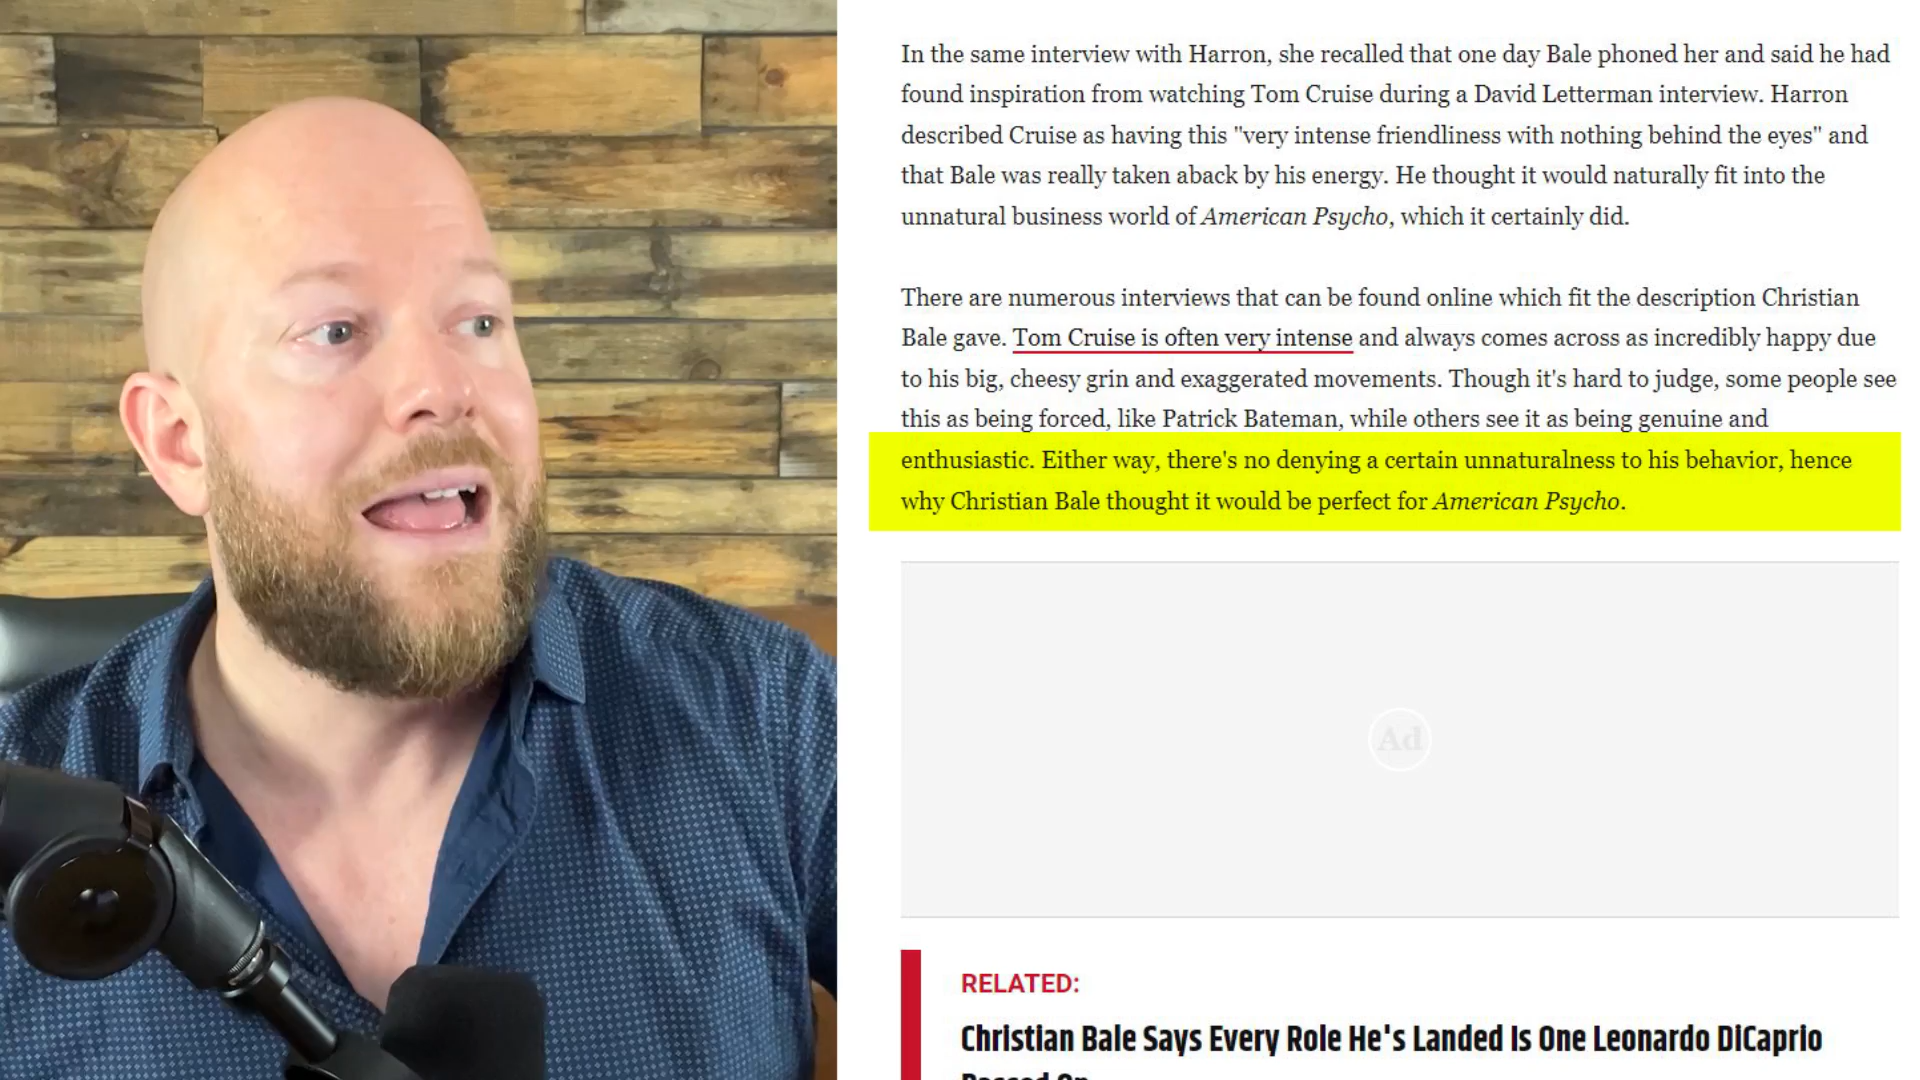 In the same interview with Harron, she recalled that one day Bale phoned her and said he had
found inspiration from watching Tom Cruise during a David Letterman interview. Harron
described Cruise as having this "very intense friendliness with nothing behind the eyes" and
that Bale was really taken aback by his energy. He thought it would naturally fit into the
unnatural business world of American Psycho, which it certainly did.
There are numerous interviews that can be found online which fit the description Christian
Bale gave. Tom Cruise is often very intense and always comes across as incredibly happy due
to his big, cheesy grin and exaggerated movements. Though it's hard to judge, some people see
this as being forced, like Patrick Bateman, while others see it as being genuine and
enthusiastic. Either way, there's no denying a certain unnaturalness to his behavior, hence
why Christian Bale thought it would be perfect for American Psycho.
Ad
RELATED:
Christian Bale Says Every Role He's Landed Is One Leonardo DiCaprio